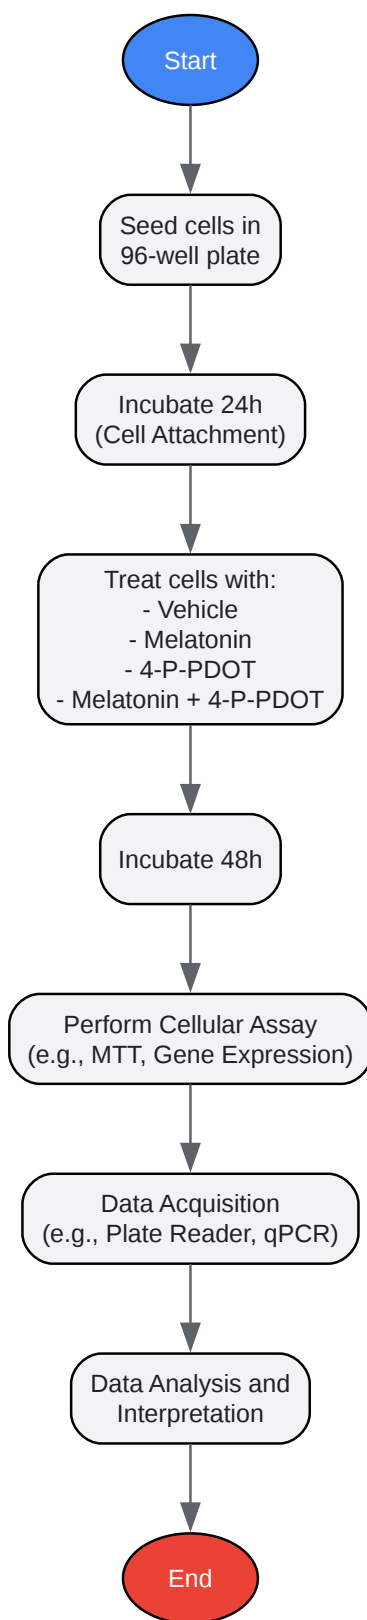 Start
Seed cells in
96-well plate
Incubate 24h
(Cell Attachment)
Treat cells with:
- Vehicle
- Melatonin
- 4-P-PDOT
- Melatonin + 4-P-PDOT
Incubate 48h
Perform Cellular Assay
(e.g., MTT, Gene Expression)
Data Acquisition
(e.g., Plate Reader, qPCR)
Data Analysis and
Interpretation
End